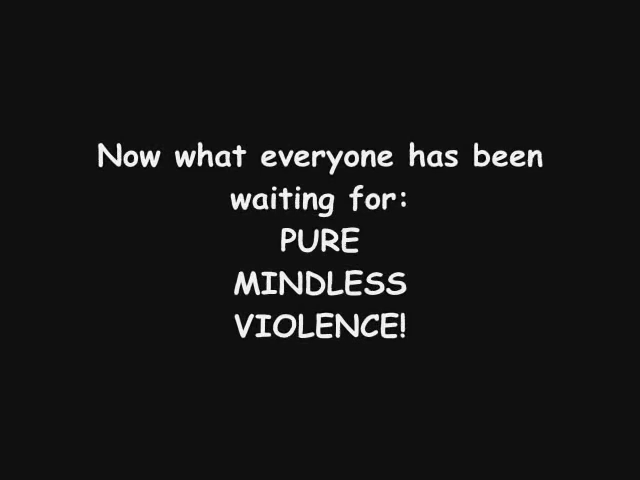 Now what everyone has been
waiting for:
PURE
MINDLESS
VIOLENCE!